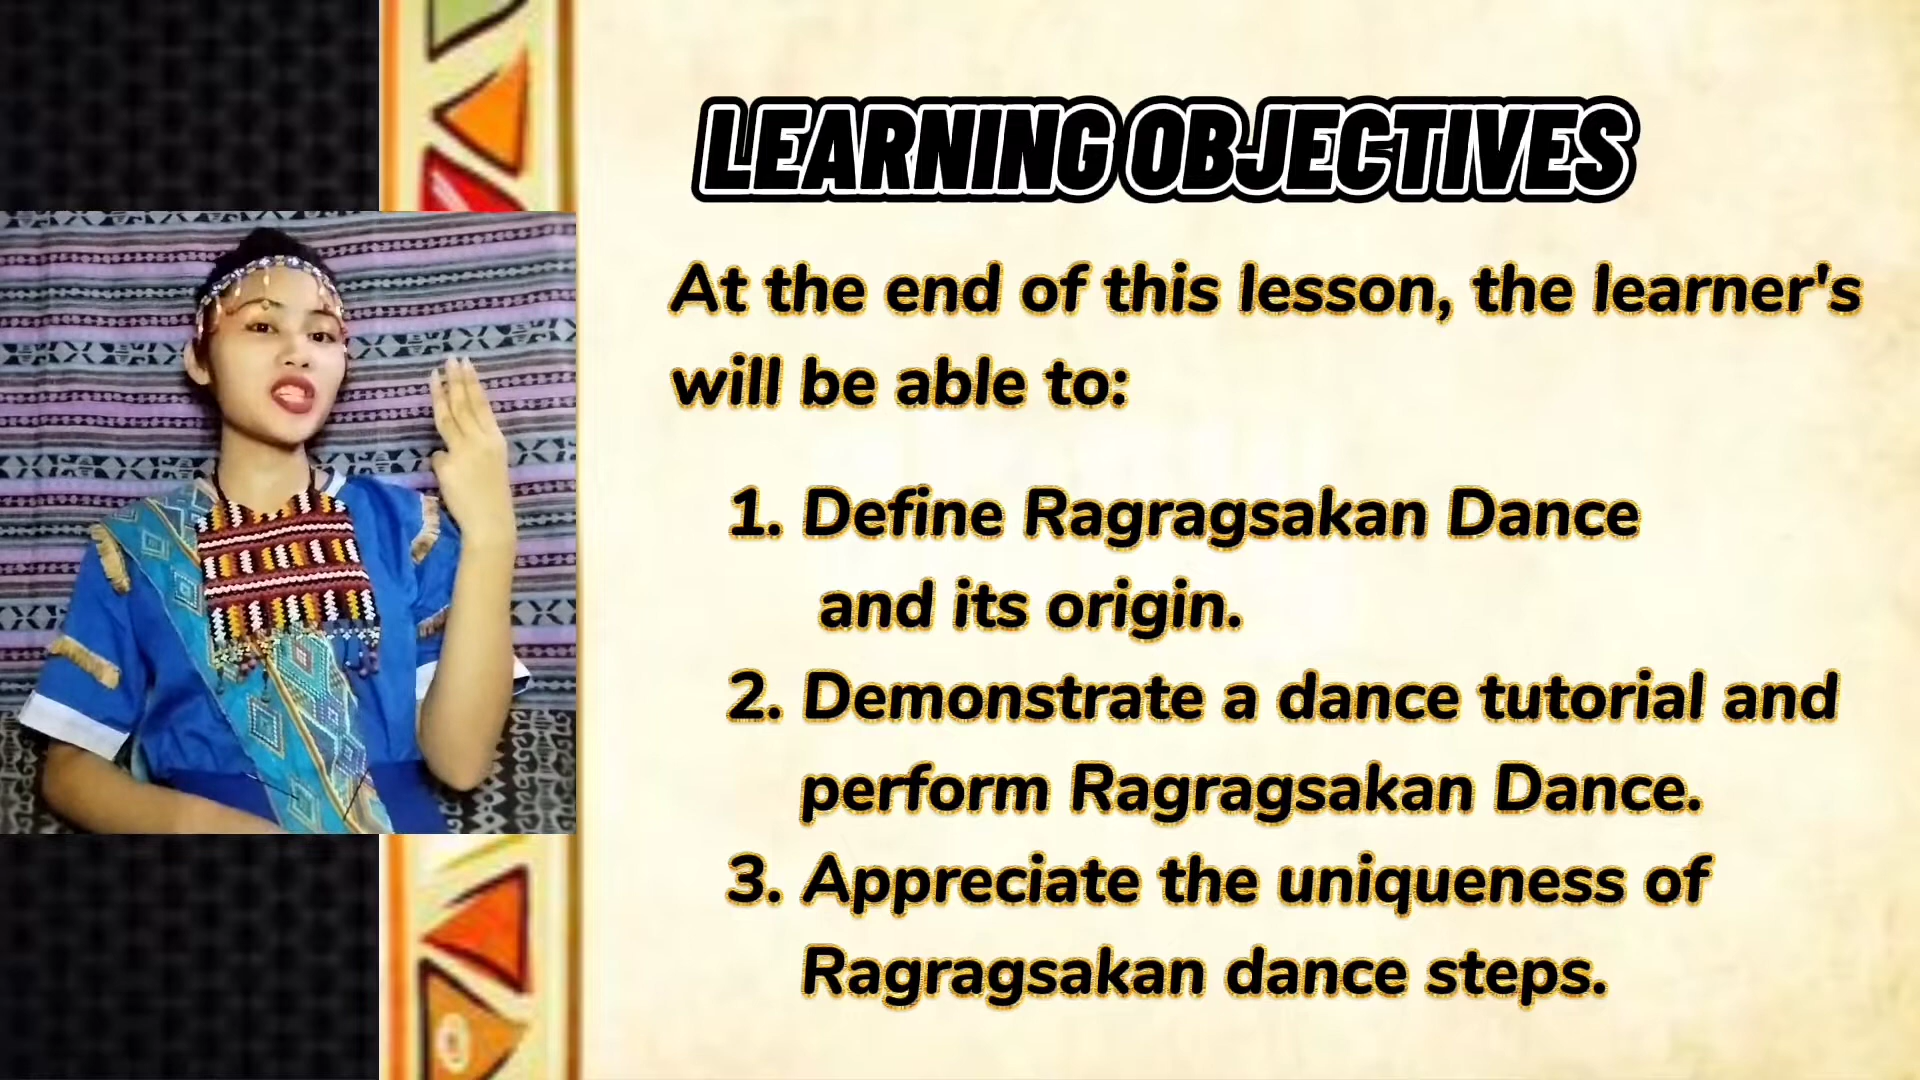 LEARNING OBJECTIVES
At the end of this lesson, the learner's
will be able to:
1. Define Ragragsakan Dance
and its origin.
2. Demonstrate a dance tutorial and
perform Ragragsakan Dance.
3. Appreciate the uniqueness of
Ragragsakan dance steps.